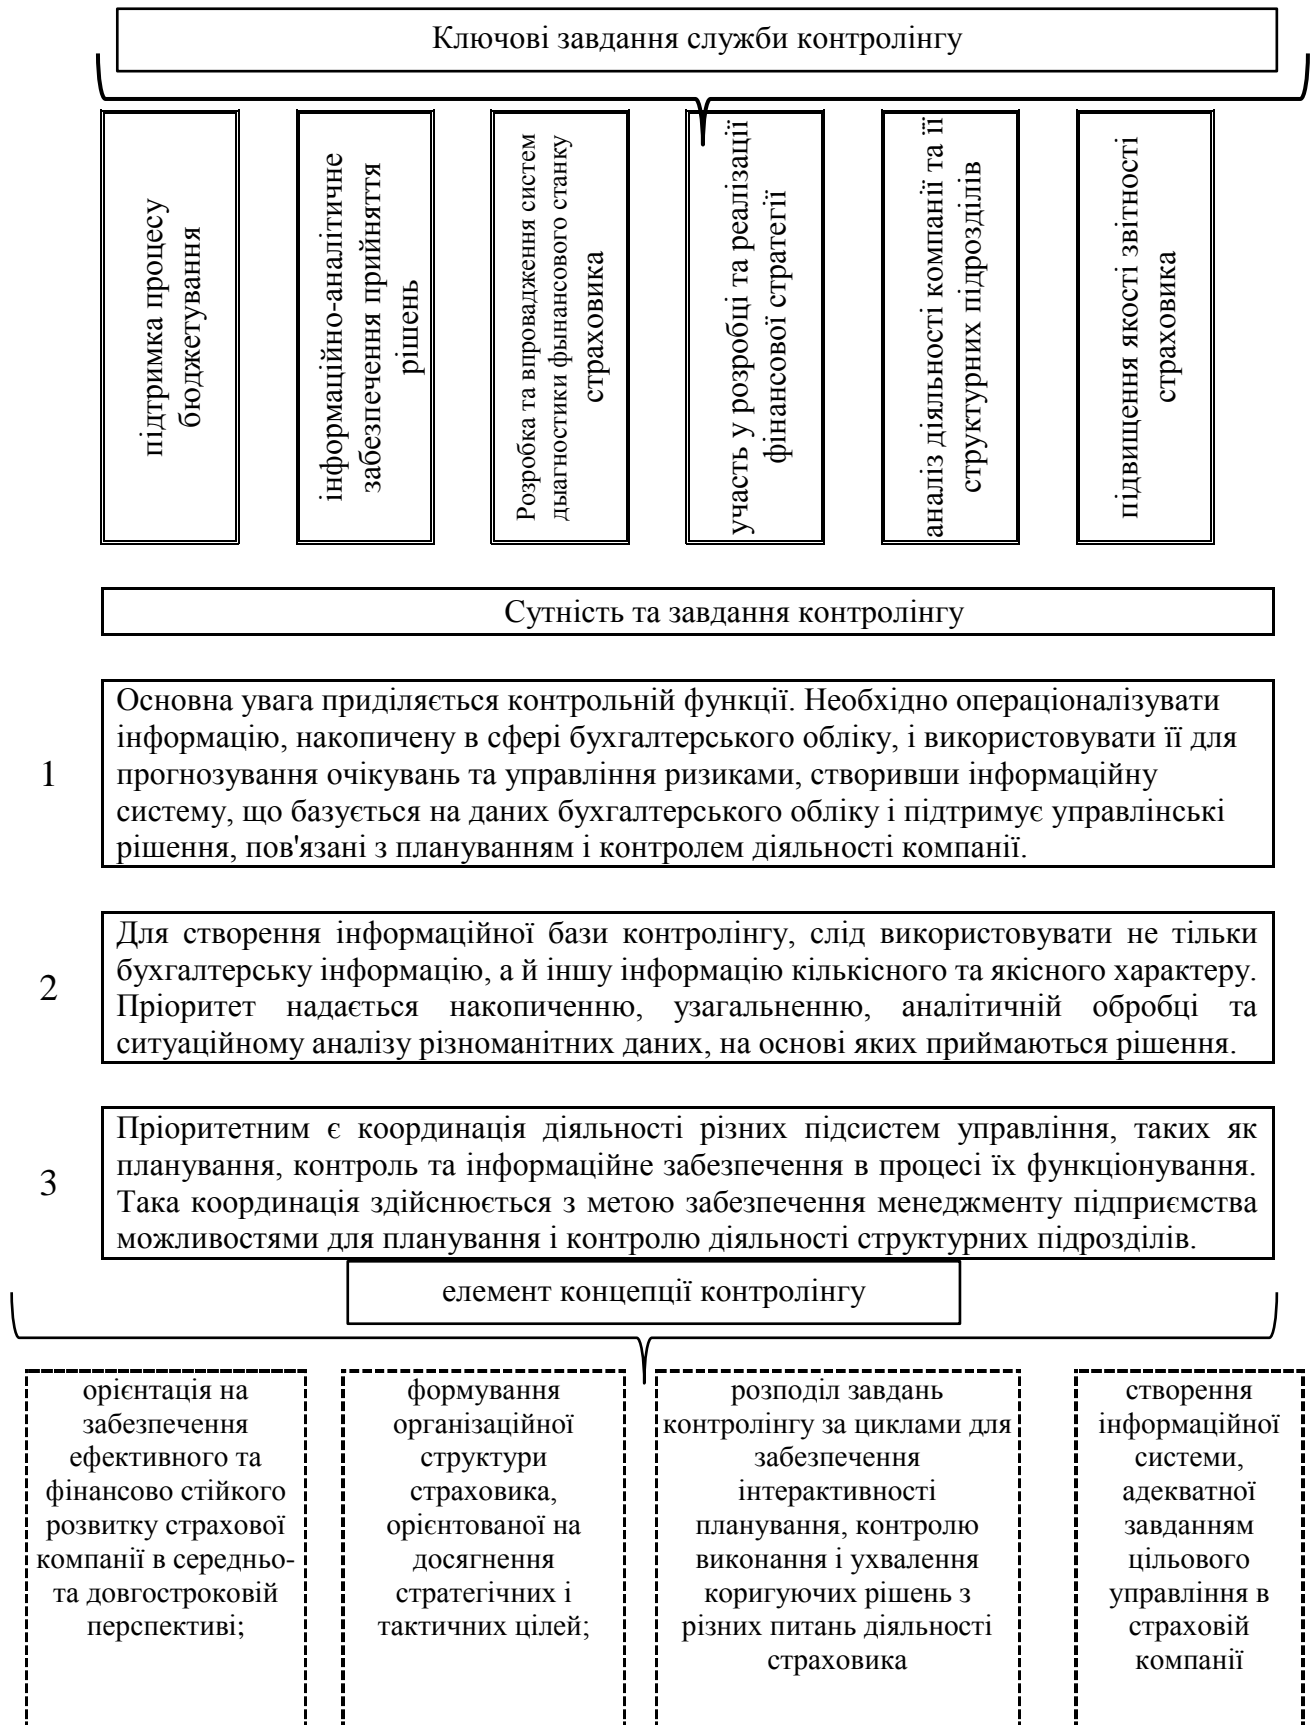 Ключові завдання служби контролінгу
підтримка процесу
бюджетування
інформаційно-аналітичне
забезпечення прийняття
рішень
Розробка та впровадження систем
дыагностики фынансового станку
страховика
участь у розробці та реалізації
фінансової стратегії
аналіз діяльності компанії та її
структурних підрозділів
підвищення якості звітності
страховика
Сутність та завдання контролінгу
1
Основна увага приділяється контрольній функції. Необхідно операціоналізувати
інформацію, накопичену в сфері бухгалтерського обліку, і використовувати її для
прогнозування очікувань та управління ризиками, створивши інформаційну
систему, що базується на даних бухгалтерського обліку і підтримує управлінські
рішення, пов'язані з плануванням і контролем діяльності компанії.
2
Для створення інформаційної бази контролінгу, слід використовувати не тільки
бухгалтерську інформацію, а й іншу інформацію кількісного та якісного характеру.
Пріоритет надається накопиченню, узагальненню, аналітичній обробці та
ситуаційному аналізу різноманітних даних, на основі яких приймаються рішення.
3
Пріоритетним є координація діяльності різних підсистем управління, таких як
планування, контроль та інформаційне забезпечення в процесі їх функціонування.
Така координація здійснюється з метою забезпечення менеджменту підприємства
можливостями для планування і контролю діяльності структурних підрозділів.
елемент концепції контролінгу
орієнтація на
забезпечення
ефективного та
фінансово стійкого
розвитку страхової
компанії в середньо-
та довгостроковій
перспективі;
формування
організаційної
структури
страховика,
орієнтованої на
досягнення
стратегічних і
тактичних цілей;
розподіл завдань
контролінгу за циклами для
забезпечення
інтерактивності
планування, контролю
виконання і ухвалення
коригуючих рішень з
різних питань діяльності
страховика
створення
інформаційної
системи,
адекватної
завданням
цільового
управління в
страховій
компанії